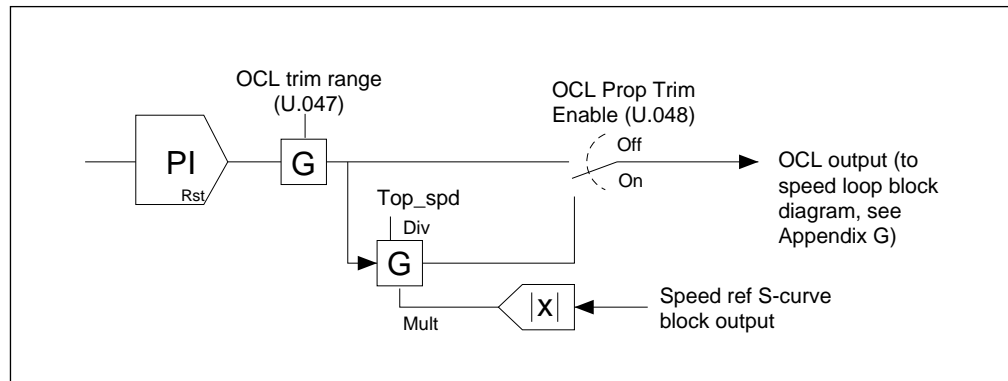 OCL trim range
(U.047)
OCL Prop Trim
Enable (U.048)
Off
On
PI
Rst
G
OCL output (to
speed loop block
diagram, see
Appendix G)
Top_spd
Div
G
Mult
|x|
Speed ref S-curve
block output